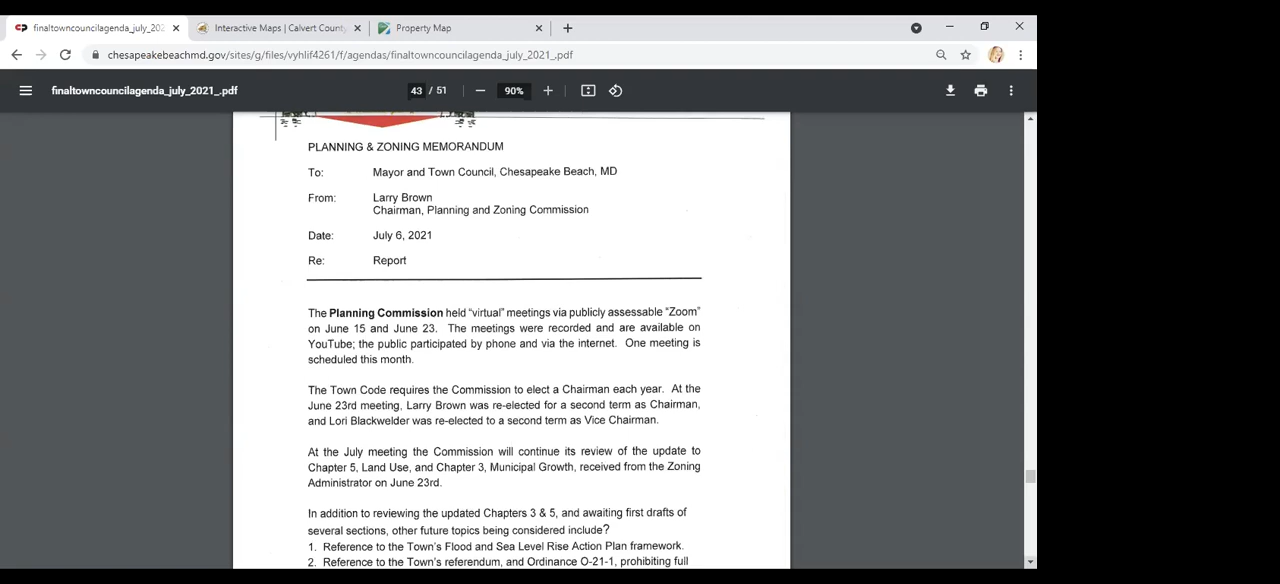 finaltowncouncilagenda_july_202
Interactive Maps | Calvert County
Property Map
chesapeakebeachmd.gov/sites/g/files/vyhlif4261/f/agendas/finaltowncouncilagenda_july_2021_.pdf
finaltowncouncilagenda_july_2021_.pdf
43 / 51
90%
PLANNING & ZONING MEMORANDUM
To: Mayor and Town Council, Chesapeake Beach, MD
From: Larry Brown
Chairman, Planning and Zoning Commission
Date: July 6, 2021
Re: Report
The Planning Commission held “virtual” meetings via publicly assessable “Zoom”
on June 15 and June 23. The meetings were recorded and are available on
YouTube; the public participated by phone and via the internet. One meeting is
scheduled this month.
The Town Code requires the Commission to elect a Chairman each year. At the
June 23rd meeting, Larry Brown was re-elected for a second term as Chairman,
and Lori Blackwelder was re-elected to a second term as Vice Chairman.
At the July meeting the Commission will continue its review of the update to
Chapter 5, Land Use, and Chapter 3, Municipal Growth, received from the Zoning
Administrator on June 23rd.
In addition to reviewing the updated Chapters 3 & 5, and awaiting first drafts of
several sections, other future topics being considered include?
1. Reference to the Town's Flood and Sea Level Rise Action Plan framework.
2. Reference to the Town's referendum, and Ordinance O-21-1, prohibiting full